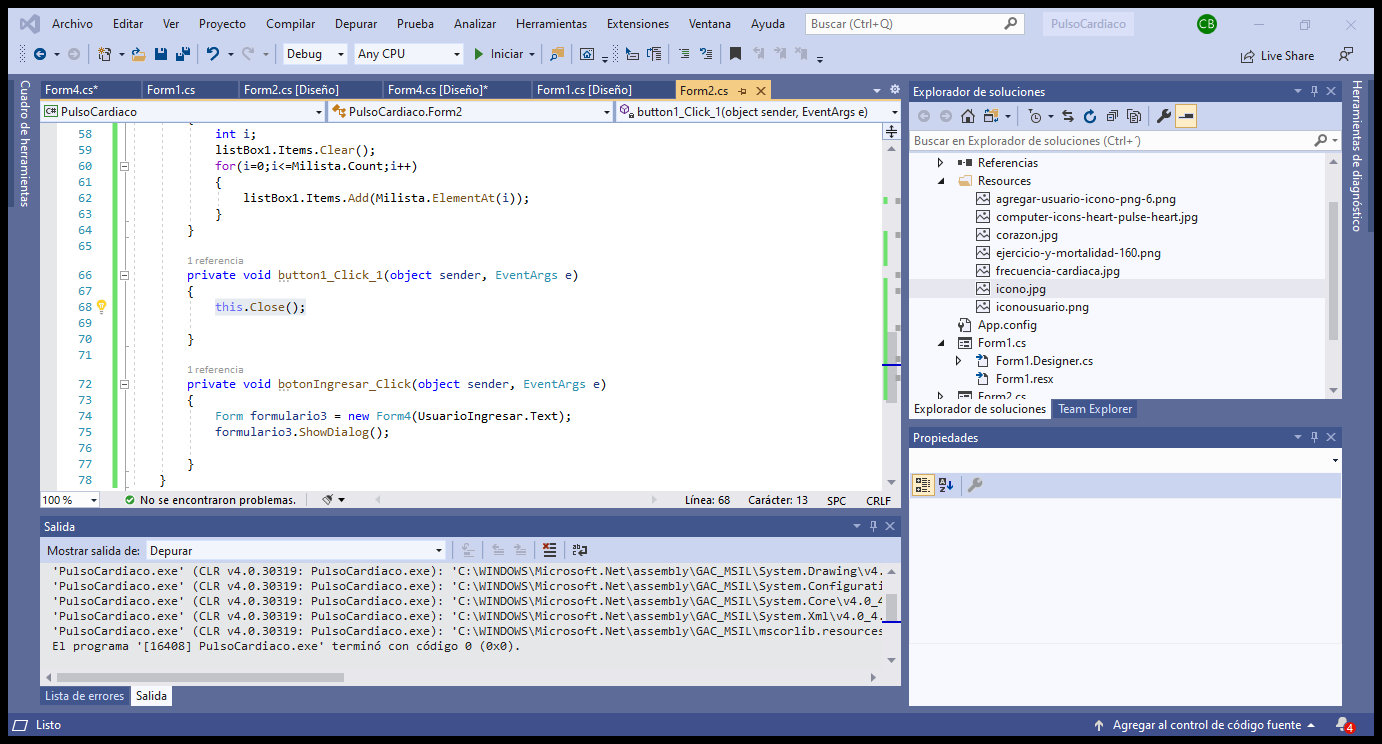 Archivo Editar Ver Proyecto Compilar Depurar Prueba Analizar Herramientas Extensiones Ventana Ayuda Buscar (Ctrl+Q) PulsoCardiaco CB
Debug Any CPU Iniciar Live Share
Cuadro de herramientas
Form4.cs* Form1.cs Form2.cs [Diseño] Form4.cs [Diseño]* Form1.cs [Diseño] Form2.cs
C# PulsoCardiaco PulsoCardiaco.Form2 button1_Click_1(object sender, EventArgs e)
58 int i;
59 listBox1.Items.Clear();
60 for(i=0;i<=Milista.Count;i++)
61 {
62 listBox1.Items.Add(Milista.ElementAt(i));
63 }
64 }
65
1 referencia
66 private void button1_Click_1(object sender, EventArgs e)
67 {
68 this.Close();
69
70 }
71
1 referencia
72 private void botonIngresar_Click(object sender, EventArgs e)
73 {
74 Form formulario3 = new Form4(UsuarioIngresar.Text);
75 formulario3.ShowDialog();
76
77 }
78 }
100 % No se encontraron problemas. Línea: 68 Carácter: 13 SPC CRLF
Salida
Mostrar salida de: Depurar
'PulsoCardiaco.exe' (CLR v4.0.30319: PulsoCardiaco.exe): 'C:\WINDOWS\Microsoft.Net\assembly\GAC_MSIL\System.Drawing\v4.
'PulsoCardiaco.exe' (CLR v4.0.30319: PulsoCardiaco.exe): 'C:\WINDOWS\Microsoft.Net\assembly\GAC_MSIL\System.Configurati
'PulsoCardiaco.exe' (CLR v4.0.30319: PulsoCardiaco.exe): 'C:\WINDOWS\Microsoft.Net\assembly\GAC_MSIL\System.Core\v4.0_4
'PulsoCardiaco.exe' (CLR v4.0.30319: PulsoCardiaco.exe): 'C:\WINDOWS\Microsoft.Net\assembly\GAC_MSIL\System.Xml\v4.0_4.
'PulsoCardiaco.exe' (CLR v4.0.30319: PulsoCardiaco.exe): 'C:\WINDOWS\Microsoft.Net\assembly\GAC_MSIL\mscorlib.resources
El programa '[16408] PulsoCardiaco.exe' terminó con código 0 (0x0).
Lista de errores Salida
Explorador de soluciones
Buscar en Explorador de soluciones (Ctrl+´)
Referencias
Resources
agregar-usuario-icono-png-6.png
computer-icons-heart-pulse-heart.jpg
corazon.jpg
ejercicio-y-mortalidad-160.png
frecuencia-cardiaca.jpg
icono.jpg
iconousuario.png
App.config
Form1.cs
Form1.Designer.cs
Form1.resx
Form2.cs
Explorador de soluciones Team Explorer
Propiedades
Herramientas de diagnóstico
Listo Agregar al control de código fuente 4